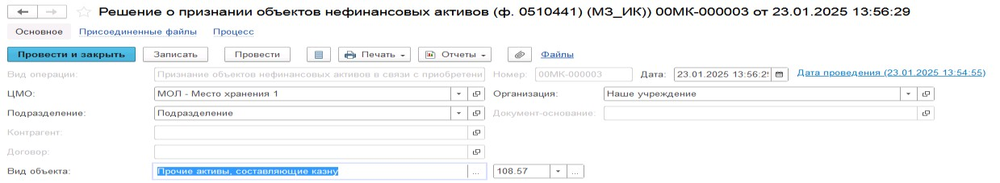 Решение о признании объектов нефинансовых активов (ф. 0510441) (МЗ_ИК)) 00МК-000003 от 23.01.2025 13:56:29
Основное Присоединенные файлы Процесс
Провести и закрыть Записать Провести Печать Отчеты Файлы
Вид операции: Признание объектов нефинансовых активов в связи с приобретени Номер: 00МК-000003 Дата: 23.01.2025 13:56:2 Дата проведения (23.01.2025 13:54:55)
ЦМО: МОЛ - Место хранения 1 Организация: Наше учреждение
Подразделение: Подразделение Документ-основание:
Контрагент:
Договор:
Вид объекта: Прочие активы, составляющие казну ... 108.57 ...